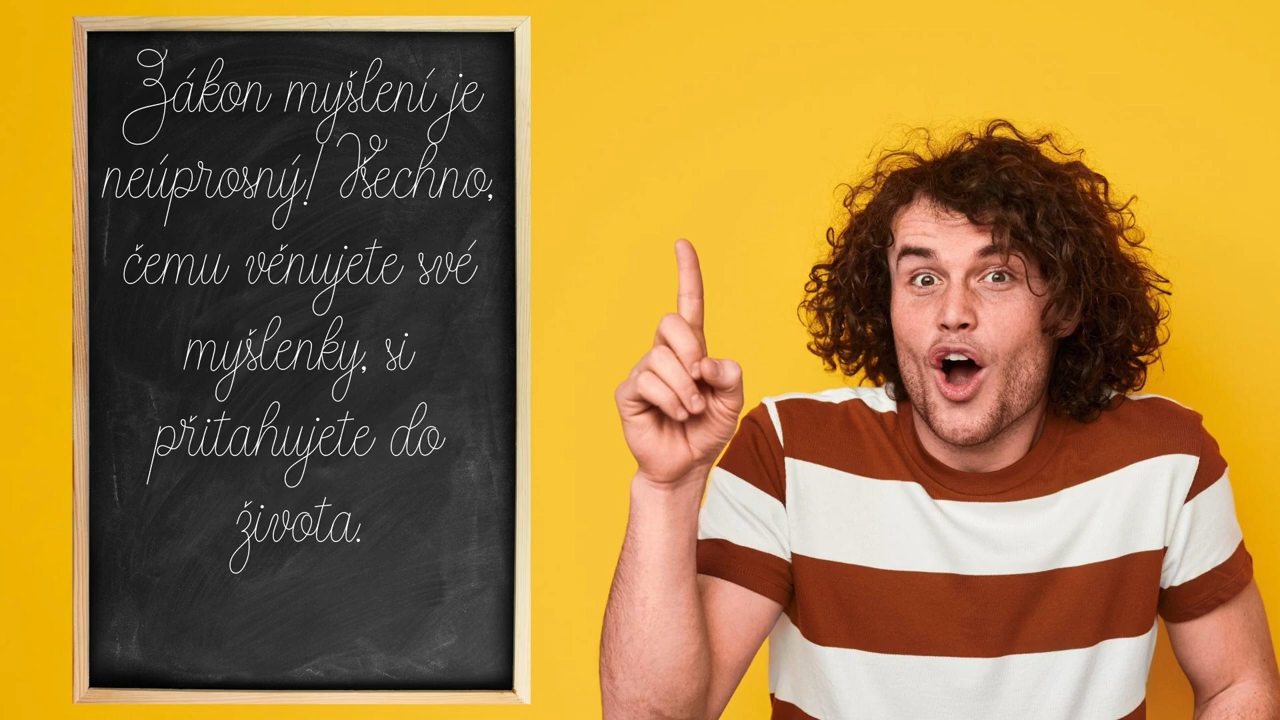 Zákon myšlení je
neúprosný! Všechno,
čemu věnujete své
myšlenky, si
přitahujete do
života.